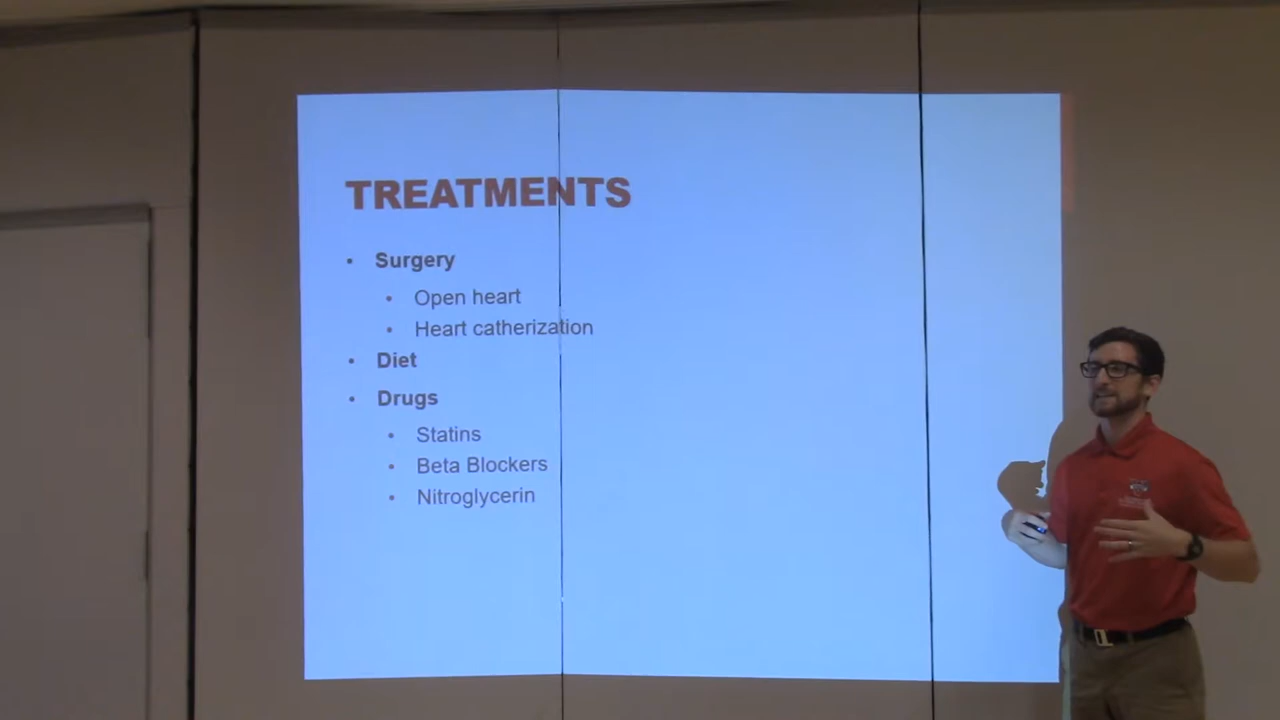 TREATMENTS
• Surgery
• Open heart
• Heart catherization
• Diet
• Drugs
• Statins
• Beta Blockers
• Nitroglycerin